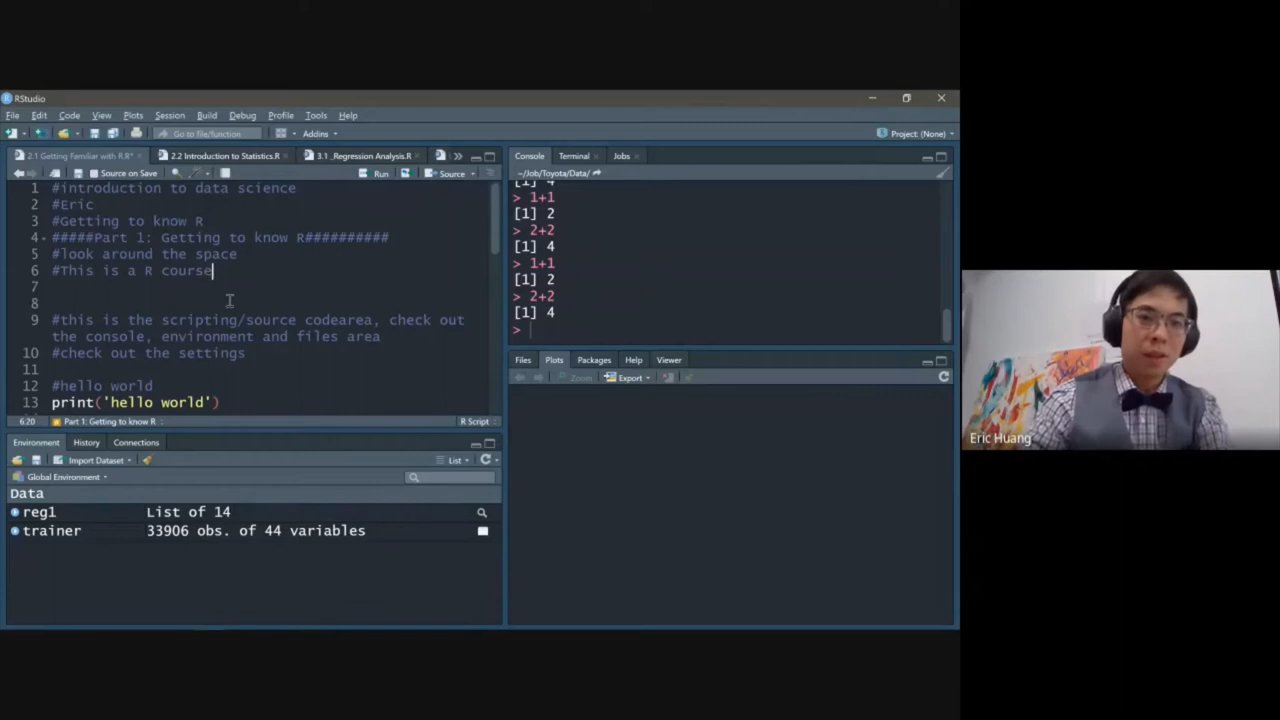 RStudio
File Edit Code View Plots Session Build Debug Profile Tools Help
Go to file/function Addins Project: (None)
2.1 Getting Familiar with R.R* 2.2 Introduction to Statistics.R 3.1 _Regression Analysis.R
Source on Save Run Source
1 #introduction to data science
2 #Eric
3 #Getting to know R
4 #####Part 1: Getting to know R##########
5 #look around the space
6 #This is a R course
7
8
9 #this is the scripting/source codearea, check out
the console, environment and files area
10 #check out the settings
11
12 #hello world
13 print('hello world')
6:20 Part 1: Getting to know R R Script
Environment History Connections
Import Dataset List
Global Environment
Data
reg1 List of 14
trainer 33906 obs. of 44 variables
Console Terminal Jobs
~/Job/Toyota/Data/
[1] 4
> 1+1
[1] 2
> 2+2
[1] 4
> 1+1
[1] 2
> 2+2
[1] 4
>
Files Plots Packages Help Viewer
Zoom Export
Eric Huang